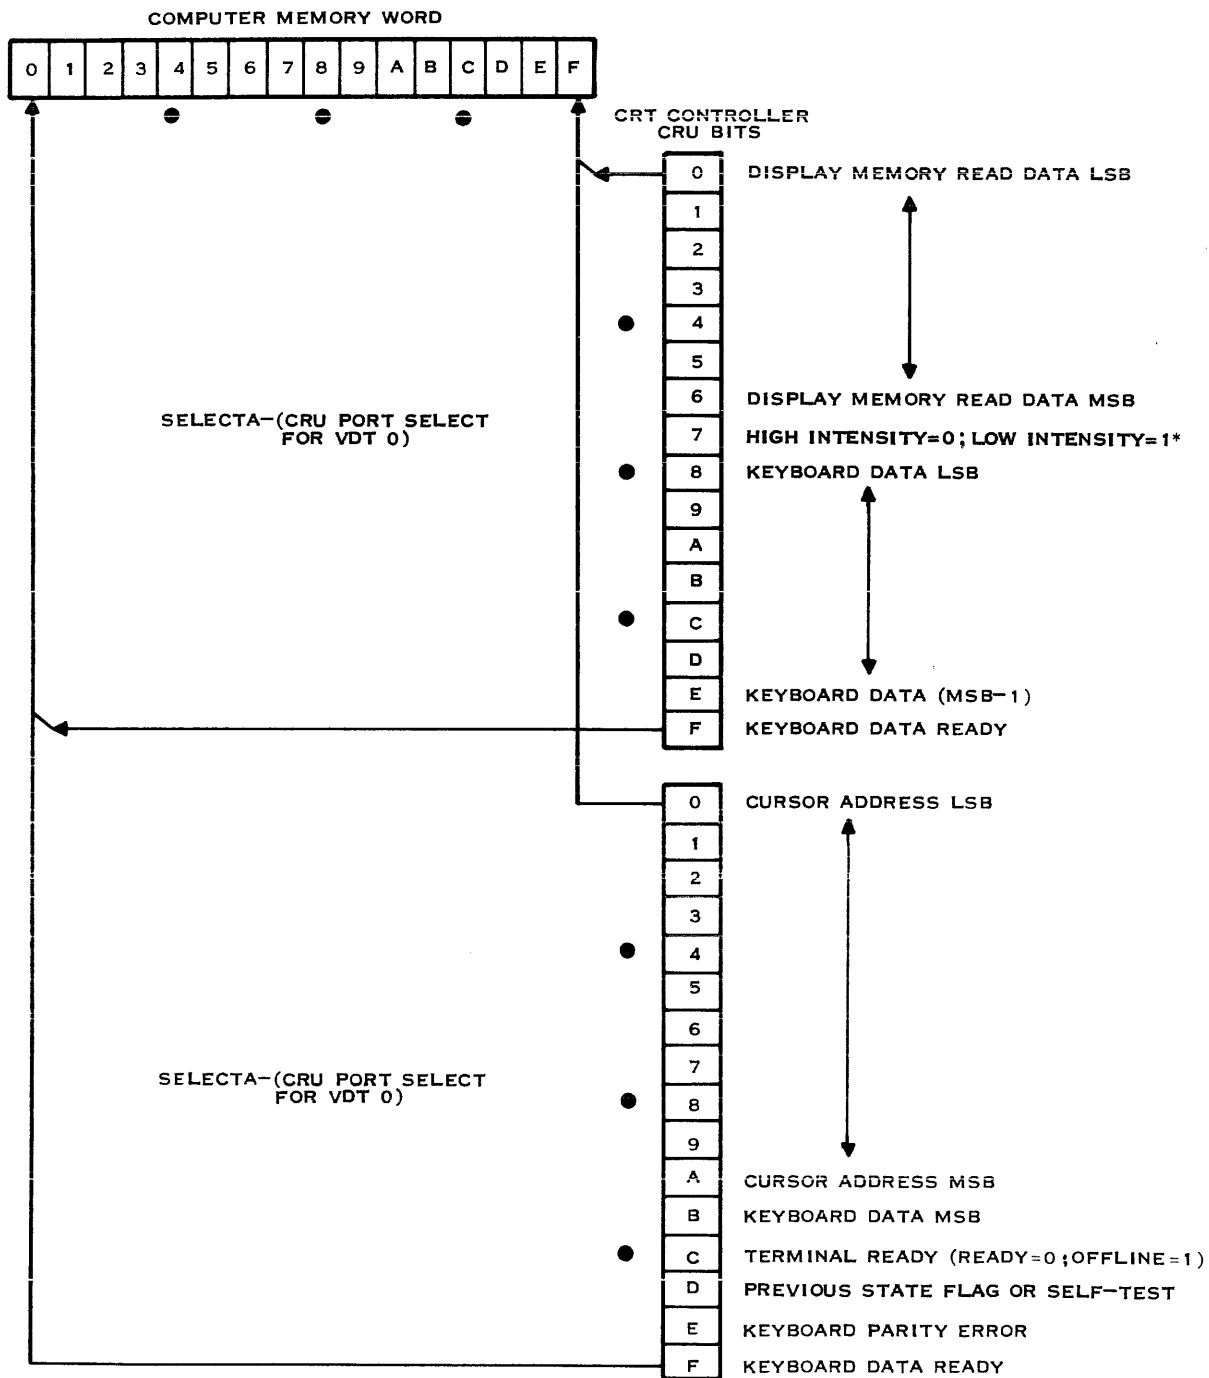 COMPUTER MEMORY WORD
0 1 2 3 4 5 6 7 8 9 A B C D E F
CRT CONTROLLER
CRU BITS
0 DISPLAY MEMORY READ DATA LSB
1
2
3
4
5
6 DISPLAY MEMORY READ DATA MSB
SELECTA-(CRU PORT SELECT
FOR VDT 0)
7 HIGH INTENSITY=0; LOW INTENSITY=1*
8 KEYBOARD DATA LSB
9
A
B
C
D
E KEYBOARD DATA (MSB-1)
F KEYBOARD DATA READY
0 CURSOR ADDRESS LSB
1
2
3
4
5
6
7
SELECTA-(CRU PORT SELECT
FOR VDT 0)
8
9
A CURSOR ADDRESS MSB
B KEYBOARD DATA MSB
C TERMINAL READY (READY=0;OFFLINE=1)
D PREVIOUS STATE FLAG OR SELF-TEST
E KEYBOARD PARITY ERROR
F KEYBOARD DATA READY